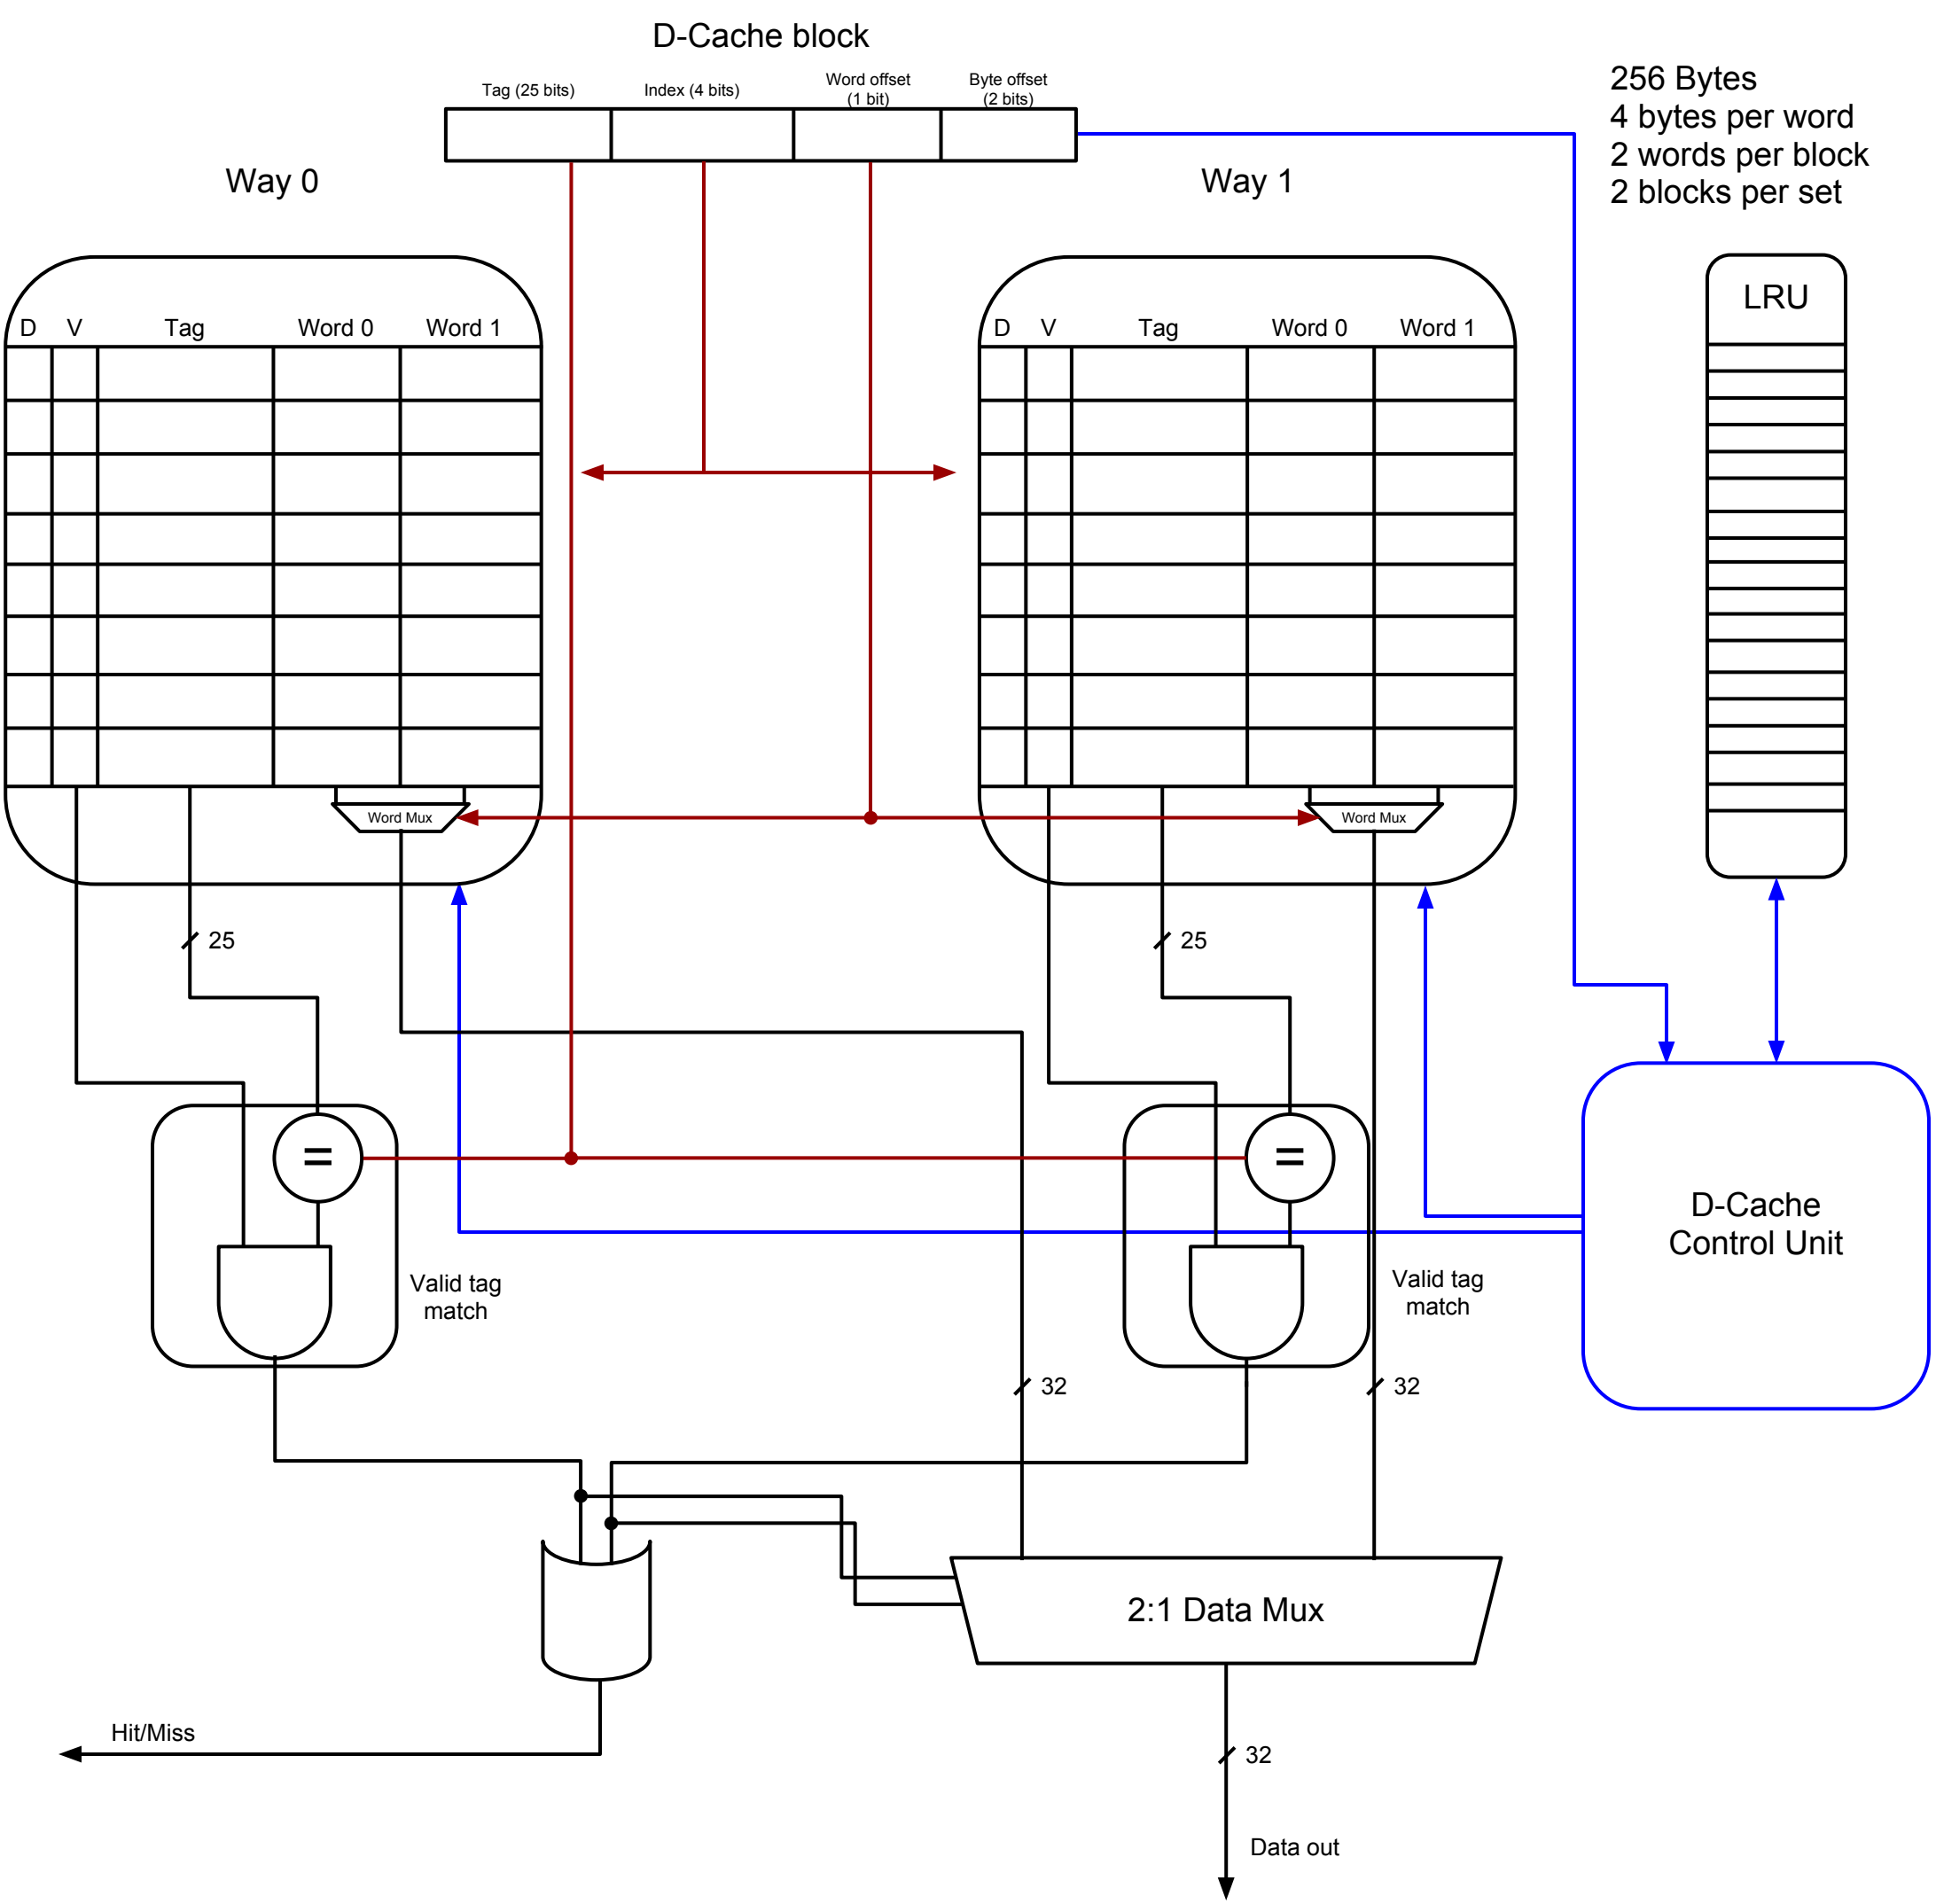 D-Cache block
Tag (25 bits)
Index (4 bits)
Word offset
(1 bit)
Byte offset
(2 bits)
256 Bytes
4 bytes per word
2 words per block
2 blocks per set
Way 0
Way 1
D V Tag Word 0 Word 1
D V Tag Word 0 Word 1
LRU
Word Mux
Word Mux
25
25
=
=
D-Cache
Control Unit
Valid tag
match
Valid tag
match
32
32
2:1 Data Mux
Hit/Miss
32
Data out